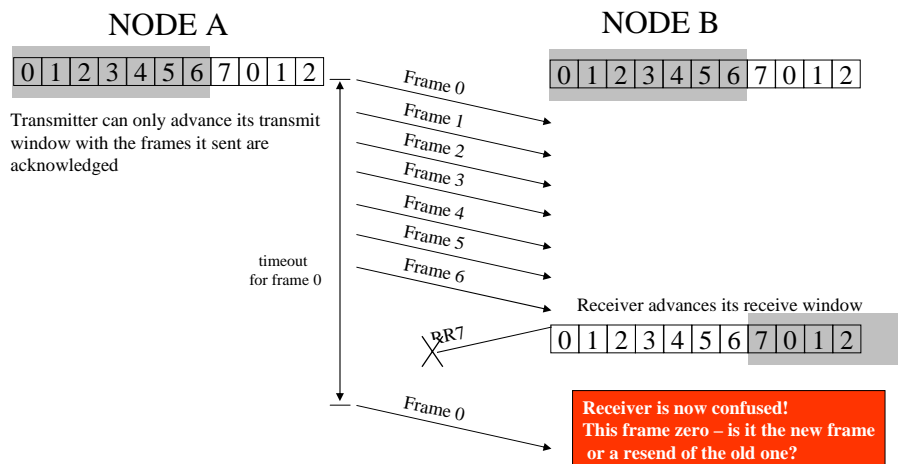 NODE A
NODE B
0 1 2 3 4 5 6 7 0 1 2
0 1 2 3 4 5 6 7 0 1 2
Transmitter can only advance its transmit
window with the frames it sent are
acknowledged
Frame 0
Frame 1
Frame 2
Frame 3
Frame 4
Frame 5
Frame 6
timeout
for frame 0
Receiver advances its receive window
RR7
0 1 2 3 4 5 6 7 0 1 2
Frame 0
Receiver is now confused!
This frame zero – is it the new frame
or a resend of the old one?